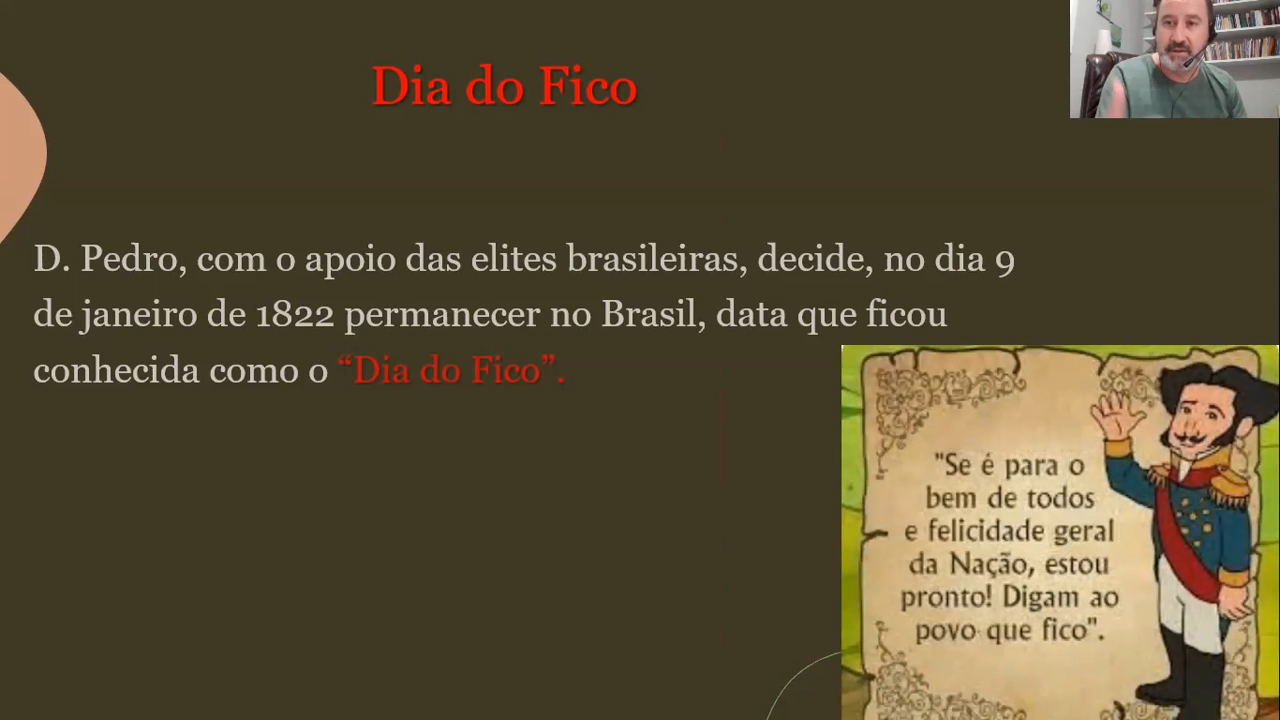 Dia do Fico
D. Pedro, com o apoio das elites brasileiras, decide, no dia 9
de janeiro de 1822 permanecer no Brasil, data que ficou
conhecida como o “Dia do Fico”.
"Se é para o
bem de todos
e felicidade geral
da Nação, estou
pronto! Digam ao
povo que fico".